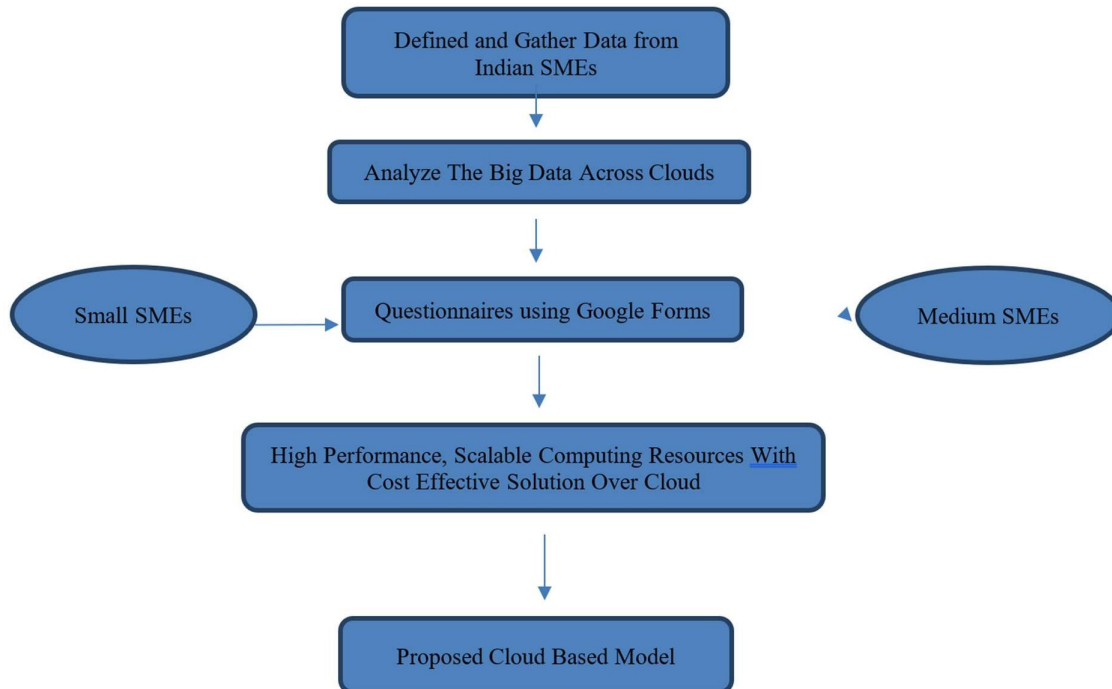 Defined and Gather Data from
Indian SMEs
Analyze The Big Data Across Clouds
Small SMEs
Questionnaires using Google Forms
Medium SMEs
High Performance, Scalable Computing Resources With
Cost Effective Solution Over Cloud
Proposed Cloud Based Model